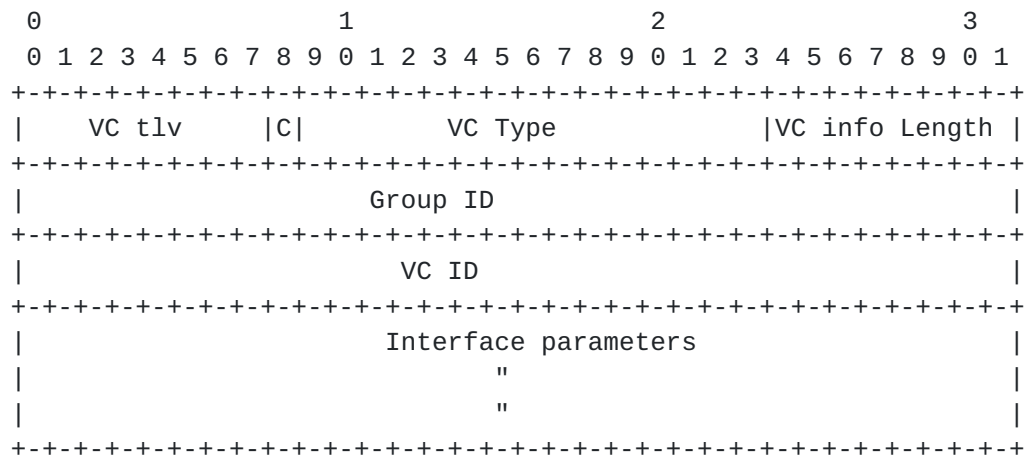 0                   1                   2                   3
 0 1 2 3 4 5 6 7 8 9 0 1 2 3 4 5 6 7 8 9 0 1 2 3 4 5 6 7 8 9 0 1
+-+-+-+-+-+-+-+-+-+-+-+-+-+-+-+-+-+-+-+-+-+-+-+-+-+-+-+-+-+-+-+-+
|    VC tlv     |C|         VC Type             |VC info Length |
+-+-+-+-+-+-+-+-+-+-+-+-+-+-+-+-+-+-+-+-+-+-+-+-+-+-+-+-+-+-+-+-+
|                      Group ID                                 |
+-+-+-+-+-+-+-+-+-+-+-+-+-+-+-+-+-+-+-+-+-+-+-+-+-+-+-+-+-+-+-+-+
|                        VC ID                                  |
+-+-+-+-+-+-+-+-+-+-+-+-+-+-+-+-+-+-+-+-+-+-+-+-+-+-+-+-+-+-+-+-+
|                       Interface parameters                    |
|                              "                                |
|                              "                                |
+-+-+-+-+-+-+-+-+-+-+-+-+-+-+-+-+-+-+-+-+-+-+-+-+-+-+-+-+-+-+-+-+